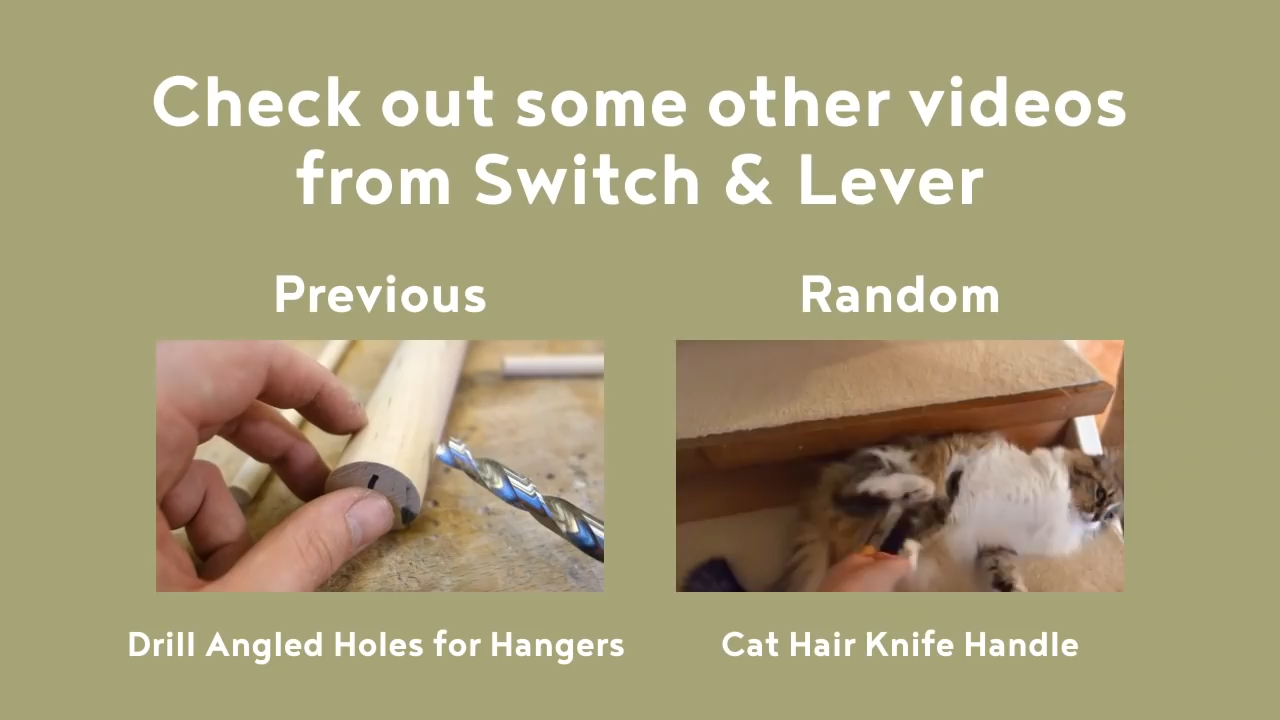 Check out some other videos
from Switch & Lever
Previous
Random
Drill Angled Holes for Hangers
Cat Hair Knife Handle